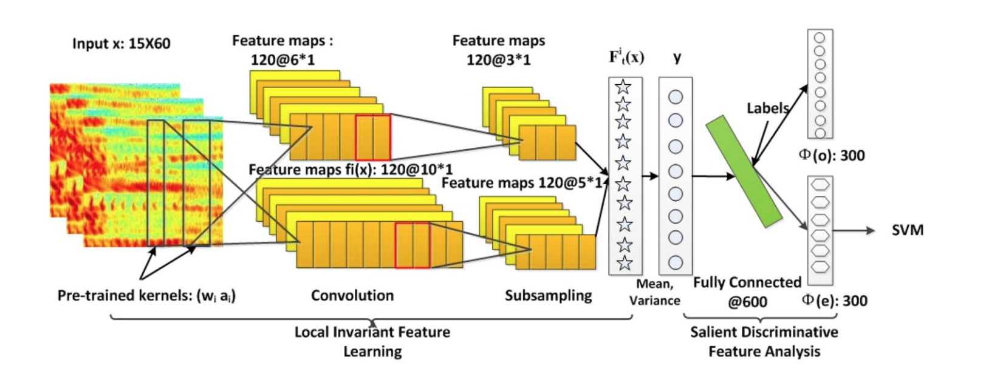 Input x: 15X60
Feature maps :
120@6*1
Feature maps
120@3*1
Fⁱₜ(x)
y
Labels
Φ(o): 300
Feature maps fi(x): 120@10*1
Feature maps 120@5*1
SVM
Pre-trained kernels: (wᵢ aᵢ)
Convolution
Subsampling
Mean,
Variance
Fully Connected
@600
Φ(e): 300
Local Invariant Feature
Learning
Salient Discriminative
Feature Analysis